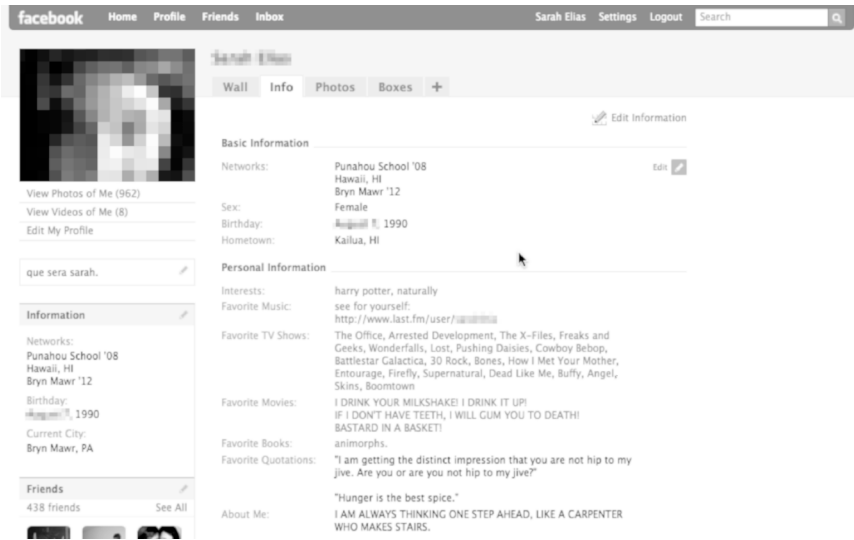 facebook Home Profile Friends Inbox Sarah Elias Settings Logout Search
Wall Info Photos Boxes +
Edit Information
View Photos of Me (962)
View Videos of Me (8)
Edit My Profile
que sera sarah.
Information
Networks:
Punahou School '08
Hawaii, HI
Bryn Mawr '12
Birthday:
1990
Current City:
Bryn Mawr, PA
Friends
438 friends See All
Basic Information
Networks: Punahou School '08 Edit
Hawaii, HI
Bryn Mawr '12
Sex: Female
Birthday: 1990
Hometown: Kailua, HI
Personal Information
Interests: harry potter, naturally
Favorite Music: see for yourself:
http://www.last.fm/user/
Favorite TV Shows: The Office, Arrested Development, The X-Files, Freaks and
Geeks, Wonderfalls, Lost, Pushing Daisies, Cowboy Bebop,
Battlestar Galactica, 30 Rock, Bones, How I Met Your Mother,
Entourage, Firefly, Supernatural, Dead Like Me, Buffy, Angel,
Skins, Boomtown
Favorite Movies: I DRINK YOUR MILKSHAKE! I DRINK IT UP!
IF I DON'T HAVE TEETH, I WILL GUM YOU TO DEATH!
BASTARD IN A BASKET!
Favorite Books: animorphs.
Favorite Quotations: "I am getting the distinct impression that you are not hip to my
jive. Are you or are you not hip to my jive?"
"Hunger is the best spice."
About Me: I AM ALWAYS THINKING ONE STEP AHEAD, LIKE A CARPENTER
WHO MAKES STAIRS.